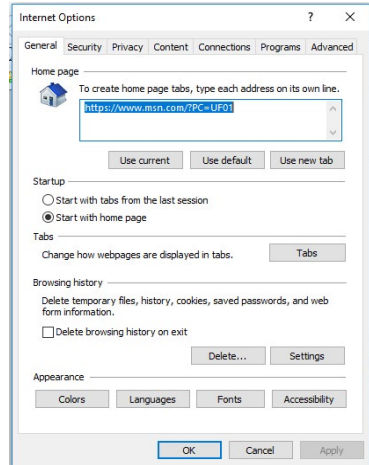 Internet Options ? X
General Security Privacy Content Connections Programs Advanced
Home page
To create home page tabs, type each address on its own line.
https://www.msn.com/?PC=UF01
Use current Use default Use new tab
Startup
Start with tabs from the last session
Start with home page
Tabs
Change how webpages are displayed in tabs. Tabs
Browsing history
Delete temporary files, history, cookies, saved passwords, and web
form information.
Delete browsing history on exit
Delete... Settings
Appearance
Colors Languages Fonts Accessibility
OK Cancel Apply